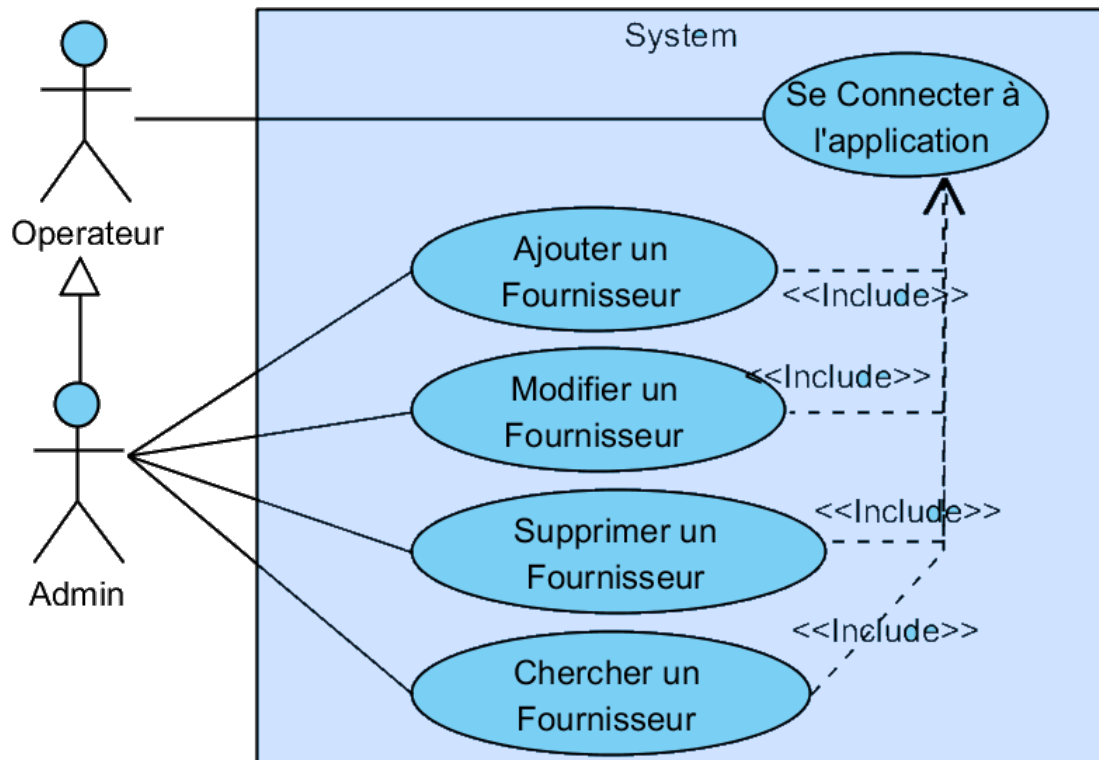 System
Se Connecter à
l'application
Operateur
Ajouter un
Fournisseur
<<Include>>
Modifier un
Fournisseur
<<Include>>
Supprimer un
Fournisseur
<<Include>>
Admin
Chercher un
Fournisseur
<<Include>>